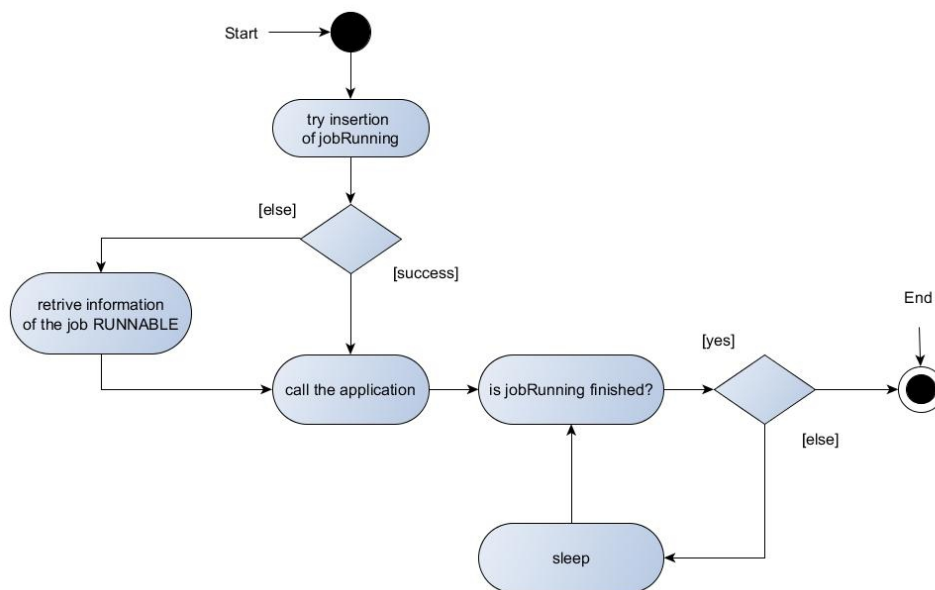 Start
try insertion
of jobRunning
[else]
[success]
retrive information
of the job RUNNABLE
call the application
is jobRunning finished?
[yes]
End
[else]
sleep